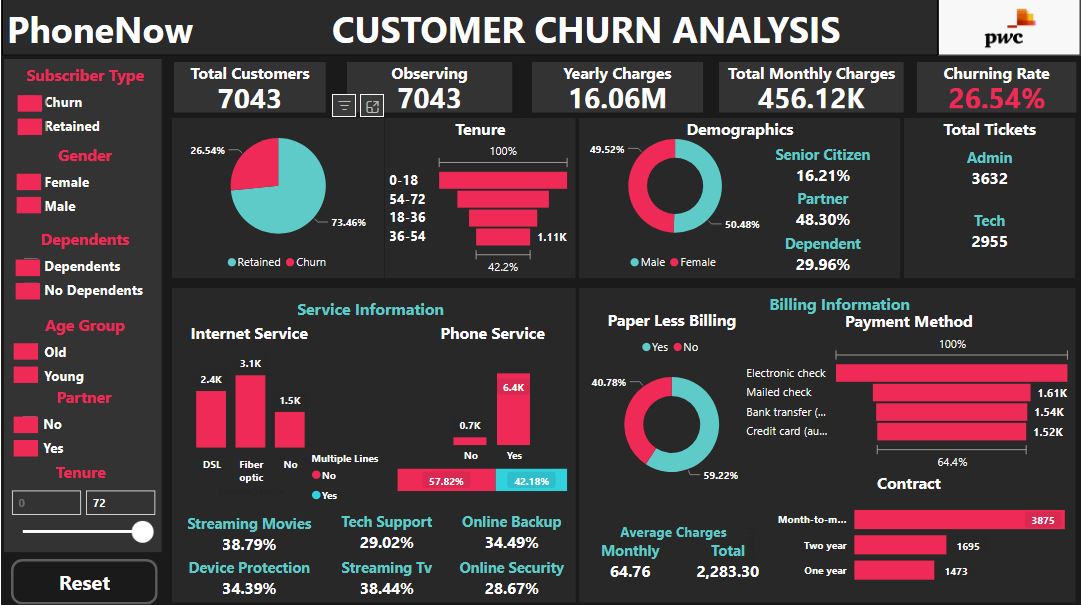 PhoneNow
CUSTOMER CHURN ANALYSIS
pwc
Subscriber Type
Churn
Retained
Gender
Female
Male
Dependents
Dependents
No Dependents
Age Group
Old
Young
Partner
No
Yes
Tenure
0
72
Reset
Total Customers
7043
Observing
7043
Yearly Charges
16.06M
Total Monthly Charges
456.12K
Churning Rate
26.54%
26.54%
73.46%
Retained
Churn
Tenure
100%
0-18
54-72
18-36
36-54
1.11K
42.2%
Demographics
49.52%
50.48%
Male
Female
Senior Citizen
16.21%
Partner
48.30%
Dependent
29.96%
Total Tickets
Admin
3632
Tech
2955
Service Information
Internet Service
2.4K
3.1K
1.5K
DSL
Fiber
optic
No
Phone Service
0.7K
6.4K
No
Yes
Multiple Lines
No
Yes
57.82%
42.18%
Streaming Movies
38.79%
Tech Support
29.02%
Online Backup
34.49%
Device Protection
34.39%
Streaming Tv
38.44%
Online Security
28.67%
Billing Information
Paper Less Billing
Yes
No
40.78%
59.22%
Payment Method
100%
Electronic check
Mailed check
1.61K
Bank transfer (...
1.54K
Credit card (au...
1.52K
64.4%
Contract
Month-to-m...
3875
Two year
1695
One year
1473
Average Charges
Monthly
64.76
Total
2,283.30